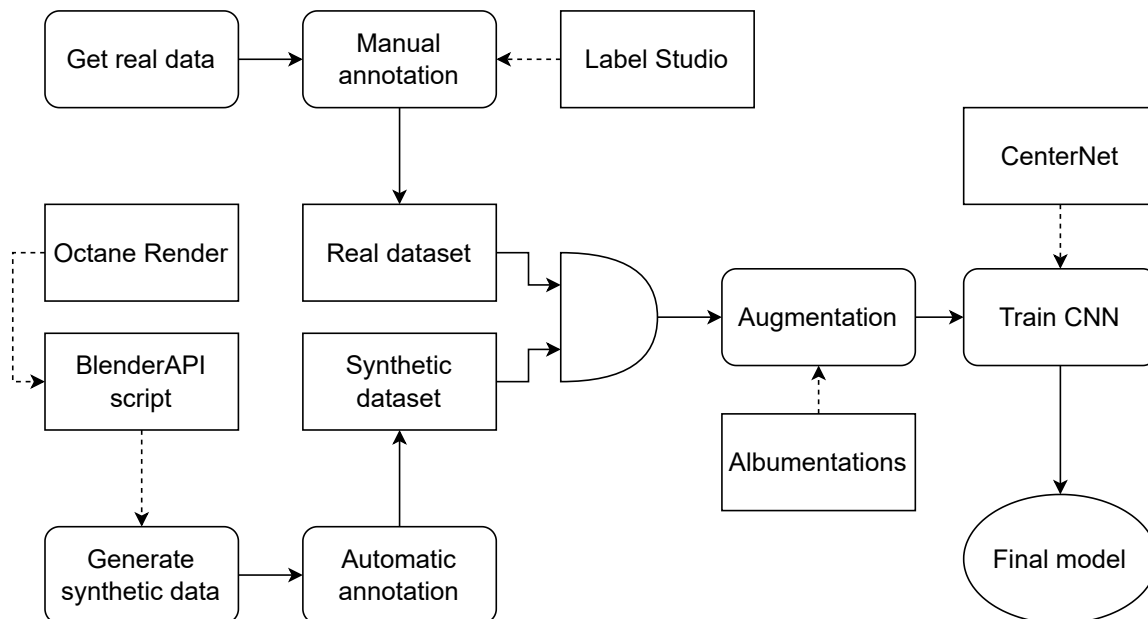 Get real data
Manual
annotation
Label Studio
CenterNet
Octane Render
Real dataset
Augmentation
Train CNN
BlenderAPI
script
Synthetic
dataset
Albumentations
Generate
synthetic data
Automatic
annotation
Final model